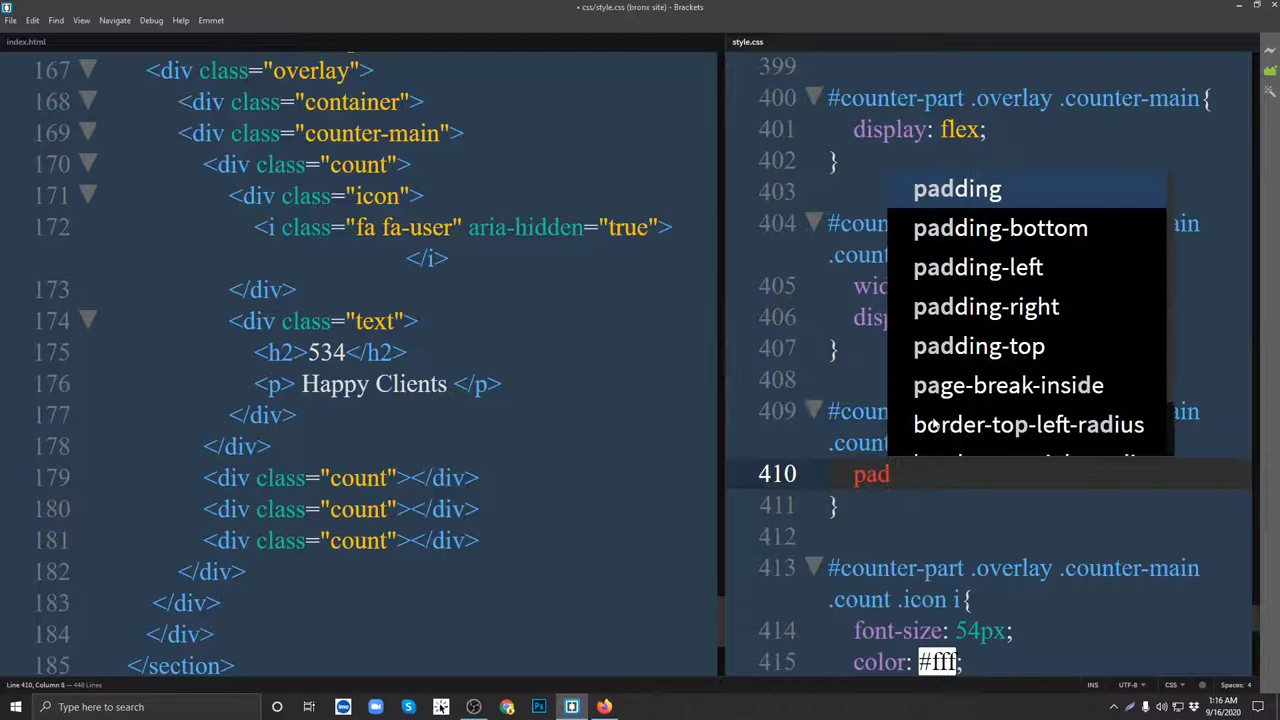 • css/style.css (bronx site) - Brackets
File Edit Find View Navigate Debug Help Emmet
index.html
167 <div class="overlay">
168 <div class="container">
169 <div class="counter-main">
170 <div class="count">
171 <div class="icon">
172 <i class="fa fa-user" aria-hidden="true">
</i>
173 </div>
174 <div class="text">
175 <h2>534</h2>
176 <p> Happy Clients </p>
177 </div>
178 </div>
179 <div class="count"></div>
180 <div class="count"></div>
181 <div class="count"></div>
182 </div>
183 </div>
184 </div>
185 </section>
style.css
399
400 #counter-part .overlay .counter-main{
401 display: flex;
402 }
403
404 #cou
.coun
405 wid
406 disp
407 }
408
409 #cou
.coun
410 pad
411 }
412
413 #counter-part .overlay .counter-main
.count .icon i{
414 font-size: 54px;
415 color: #fff;
padding
padding-bottom
padding-left
padding-right
padding-top
page-break-inside
border-top-left-radius
Line 410, Column 8 — 448 Lines
INS UTF-8 CSS Spaces: 4
Type here to search
1:16 AM
9/16/2020